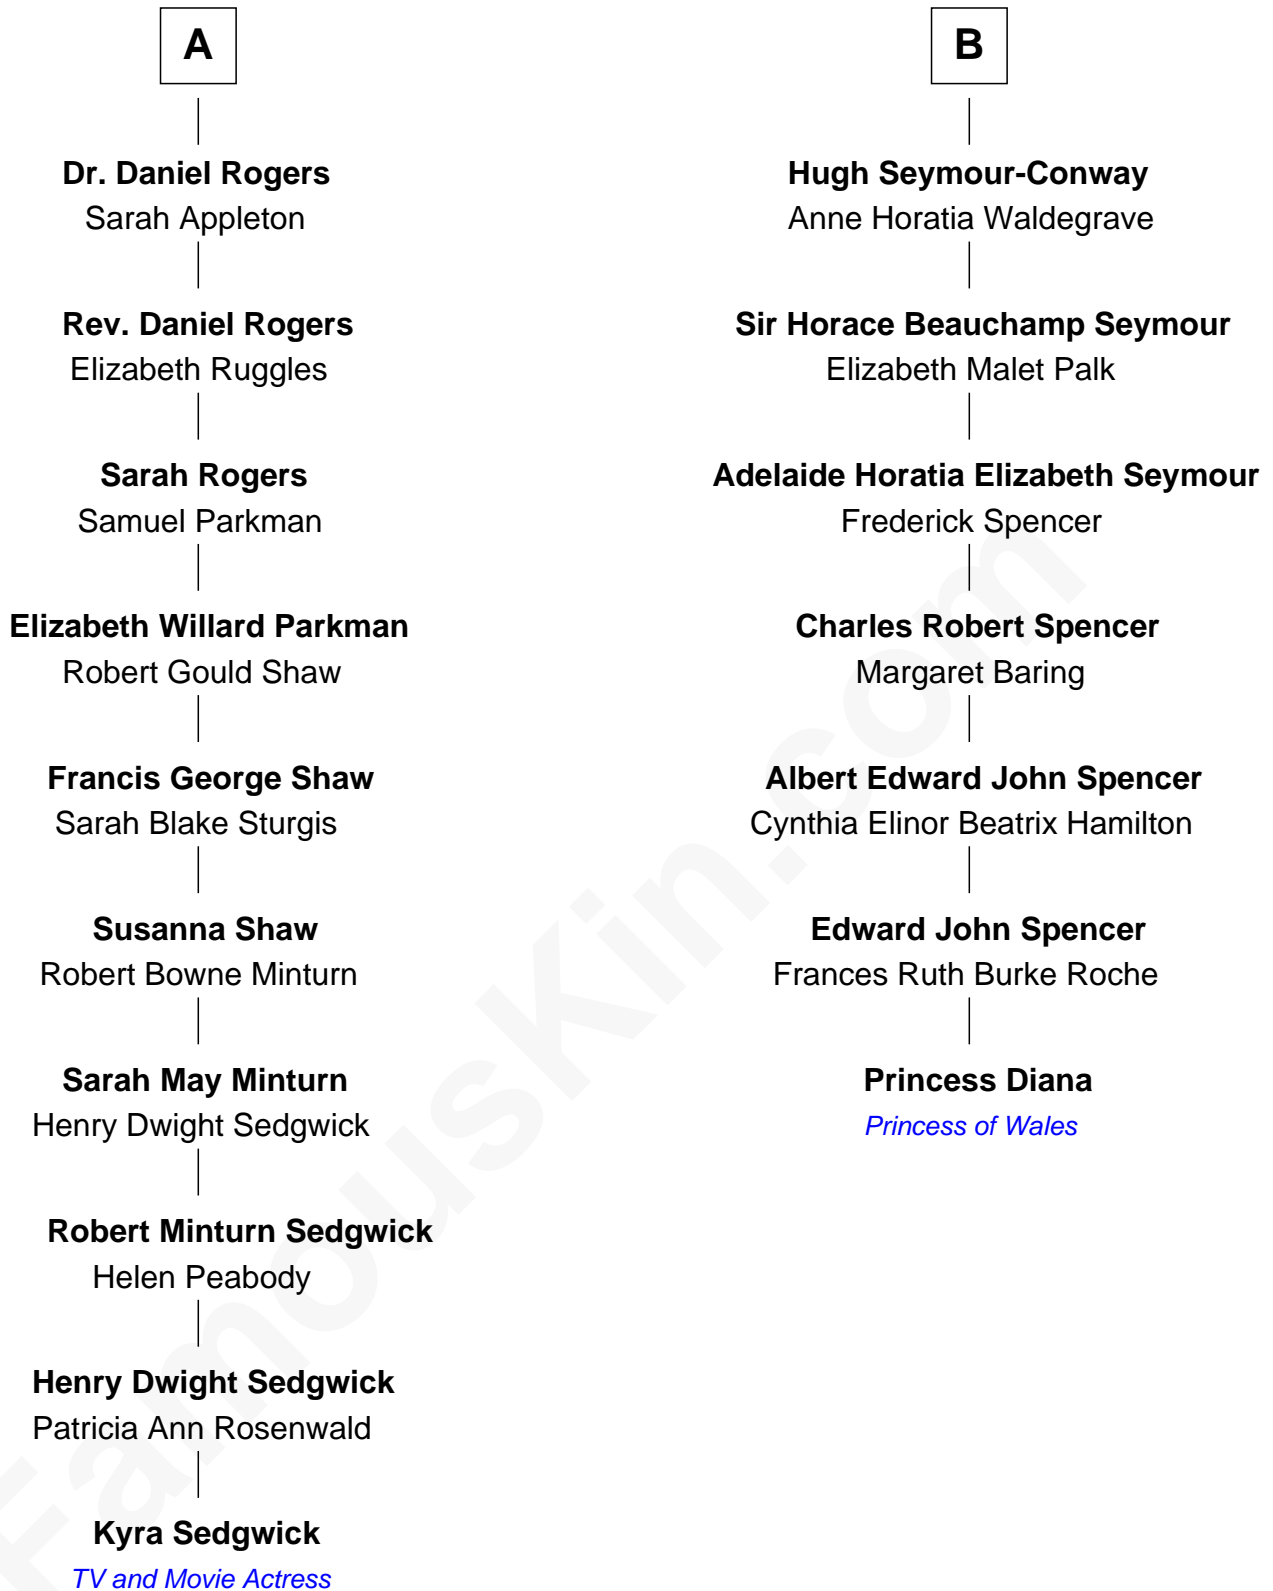 A
Dr. Daniel Rogers
Sarah Appleton
Rev. Daniel Rogers
Elizabeth Ruggles
Sarah Rogers
Samuel Parkman
Elizabeth Willard Parkman
Robert Gould Shaw
Francis George Shaw
Sarah Blake Sturgis
Susanna Shaw
Robert Bowne Minturn
Sarah May Minturn
Henry Dwight Sedgwick
Robert Minturn Sedgwick
Helen Peabody
Henry Dwight Sedgwick
Patricia Ann Rosenwald
Kyra Sedgwick
TV and Movie Actress
B
Hugh Seymour-Conway
Anne Horatia Waldegrave
Sir Horace Beauchamp Seymour
Elizabeth Malet Palk
Adelaide Horatia Elizabeth Seymour
Frederick Spencer
Charles Robert Spencer
Margaret Baring
Albert Edward John Spencer
Cynthia Elinor Beatrix Hamilton
Edward John Spencer
Frances Ruth Burke Roche
Princess Diana
Princess of Wales
FamousKin.com